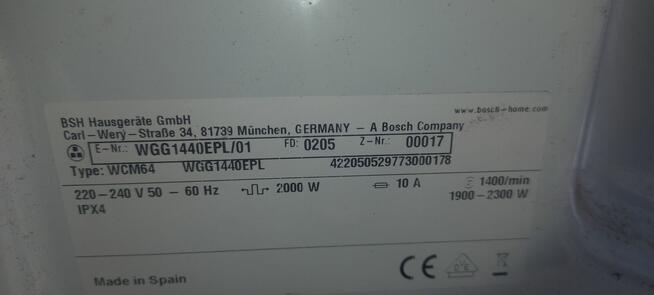 www.bosch-home.com
BSH Hausgeräte GmbH
Carl-Wery-Straße 34, 81739 München, GERMANY - A Bosch Company
E-Nr.: WGG1440EPL/01 FD: 0205 Z-Nr.: 00017
Type: WCM64 WGG1440EPL 422050529773000178
220-240 V 50 - 60 Hz 2000 W 10 A 1400/min
IPX4 1900-2300 W
Made in Spain CE